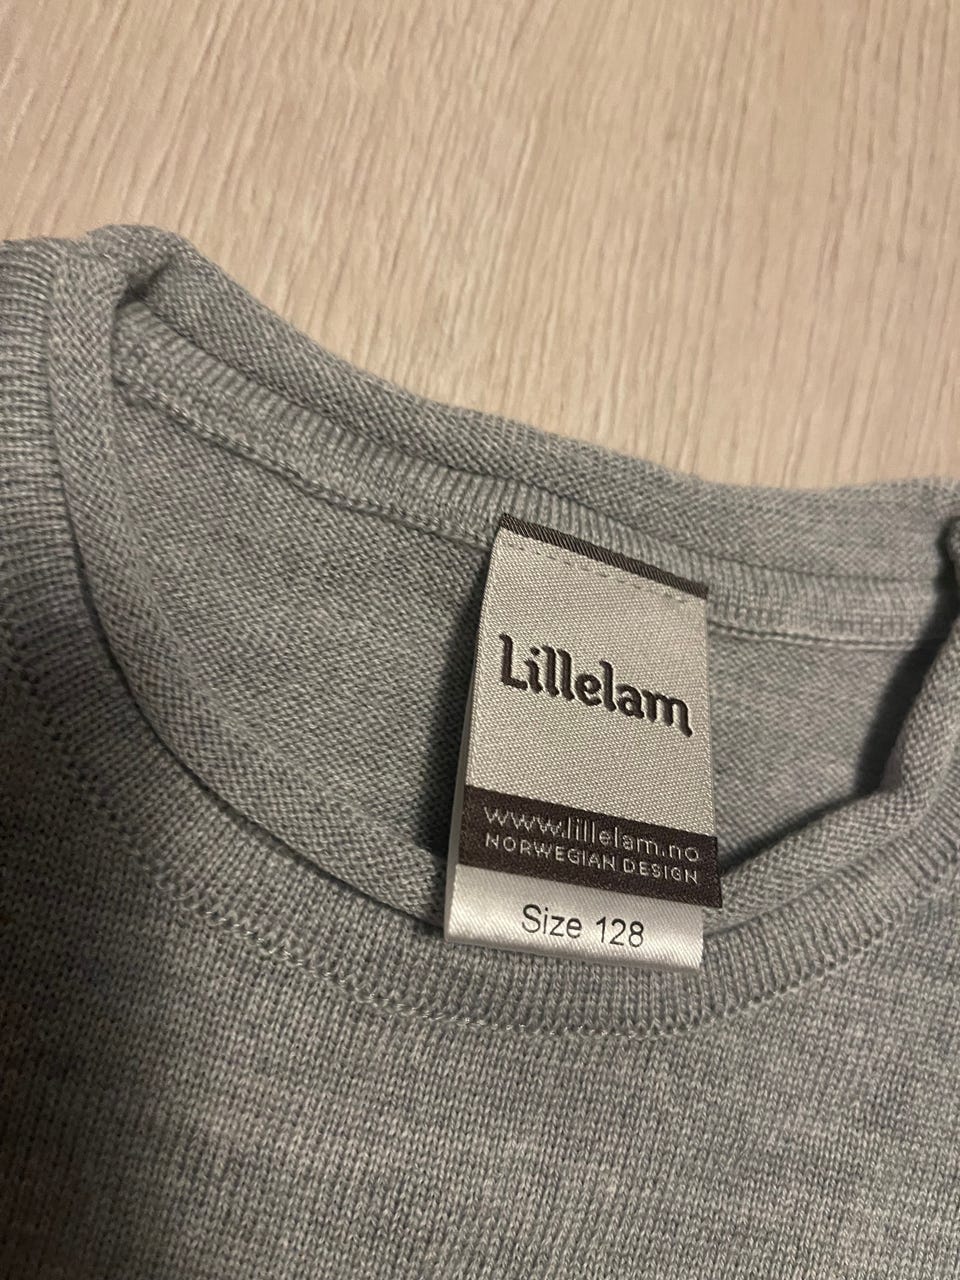 Lillelam
www.lillelam.no
NORWEGIAN DESIGN
Size 128